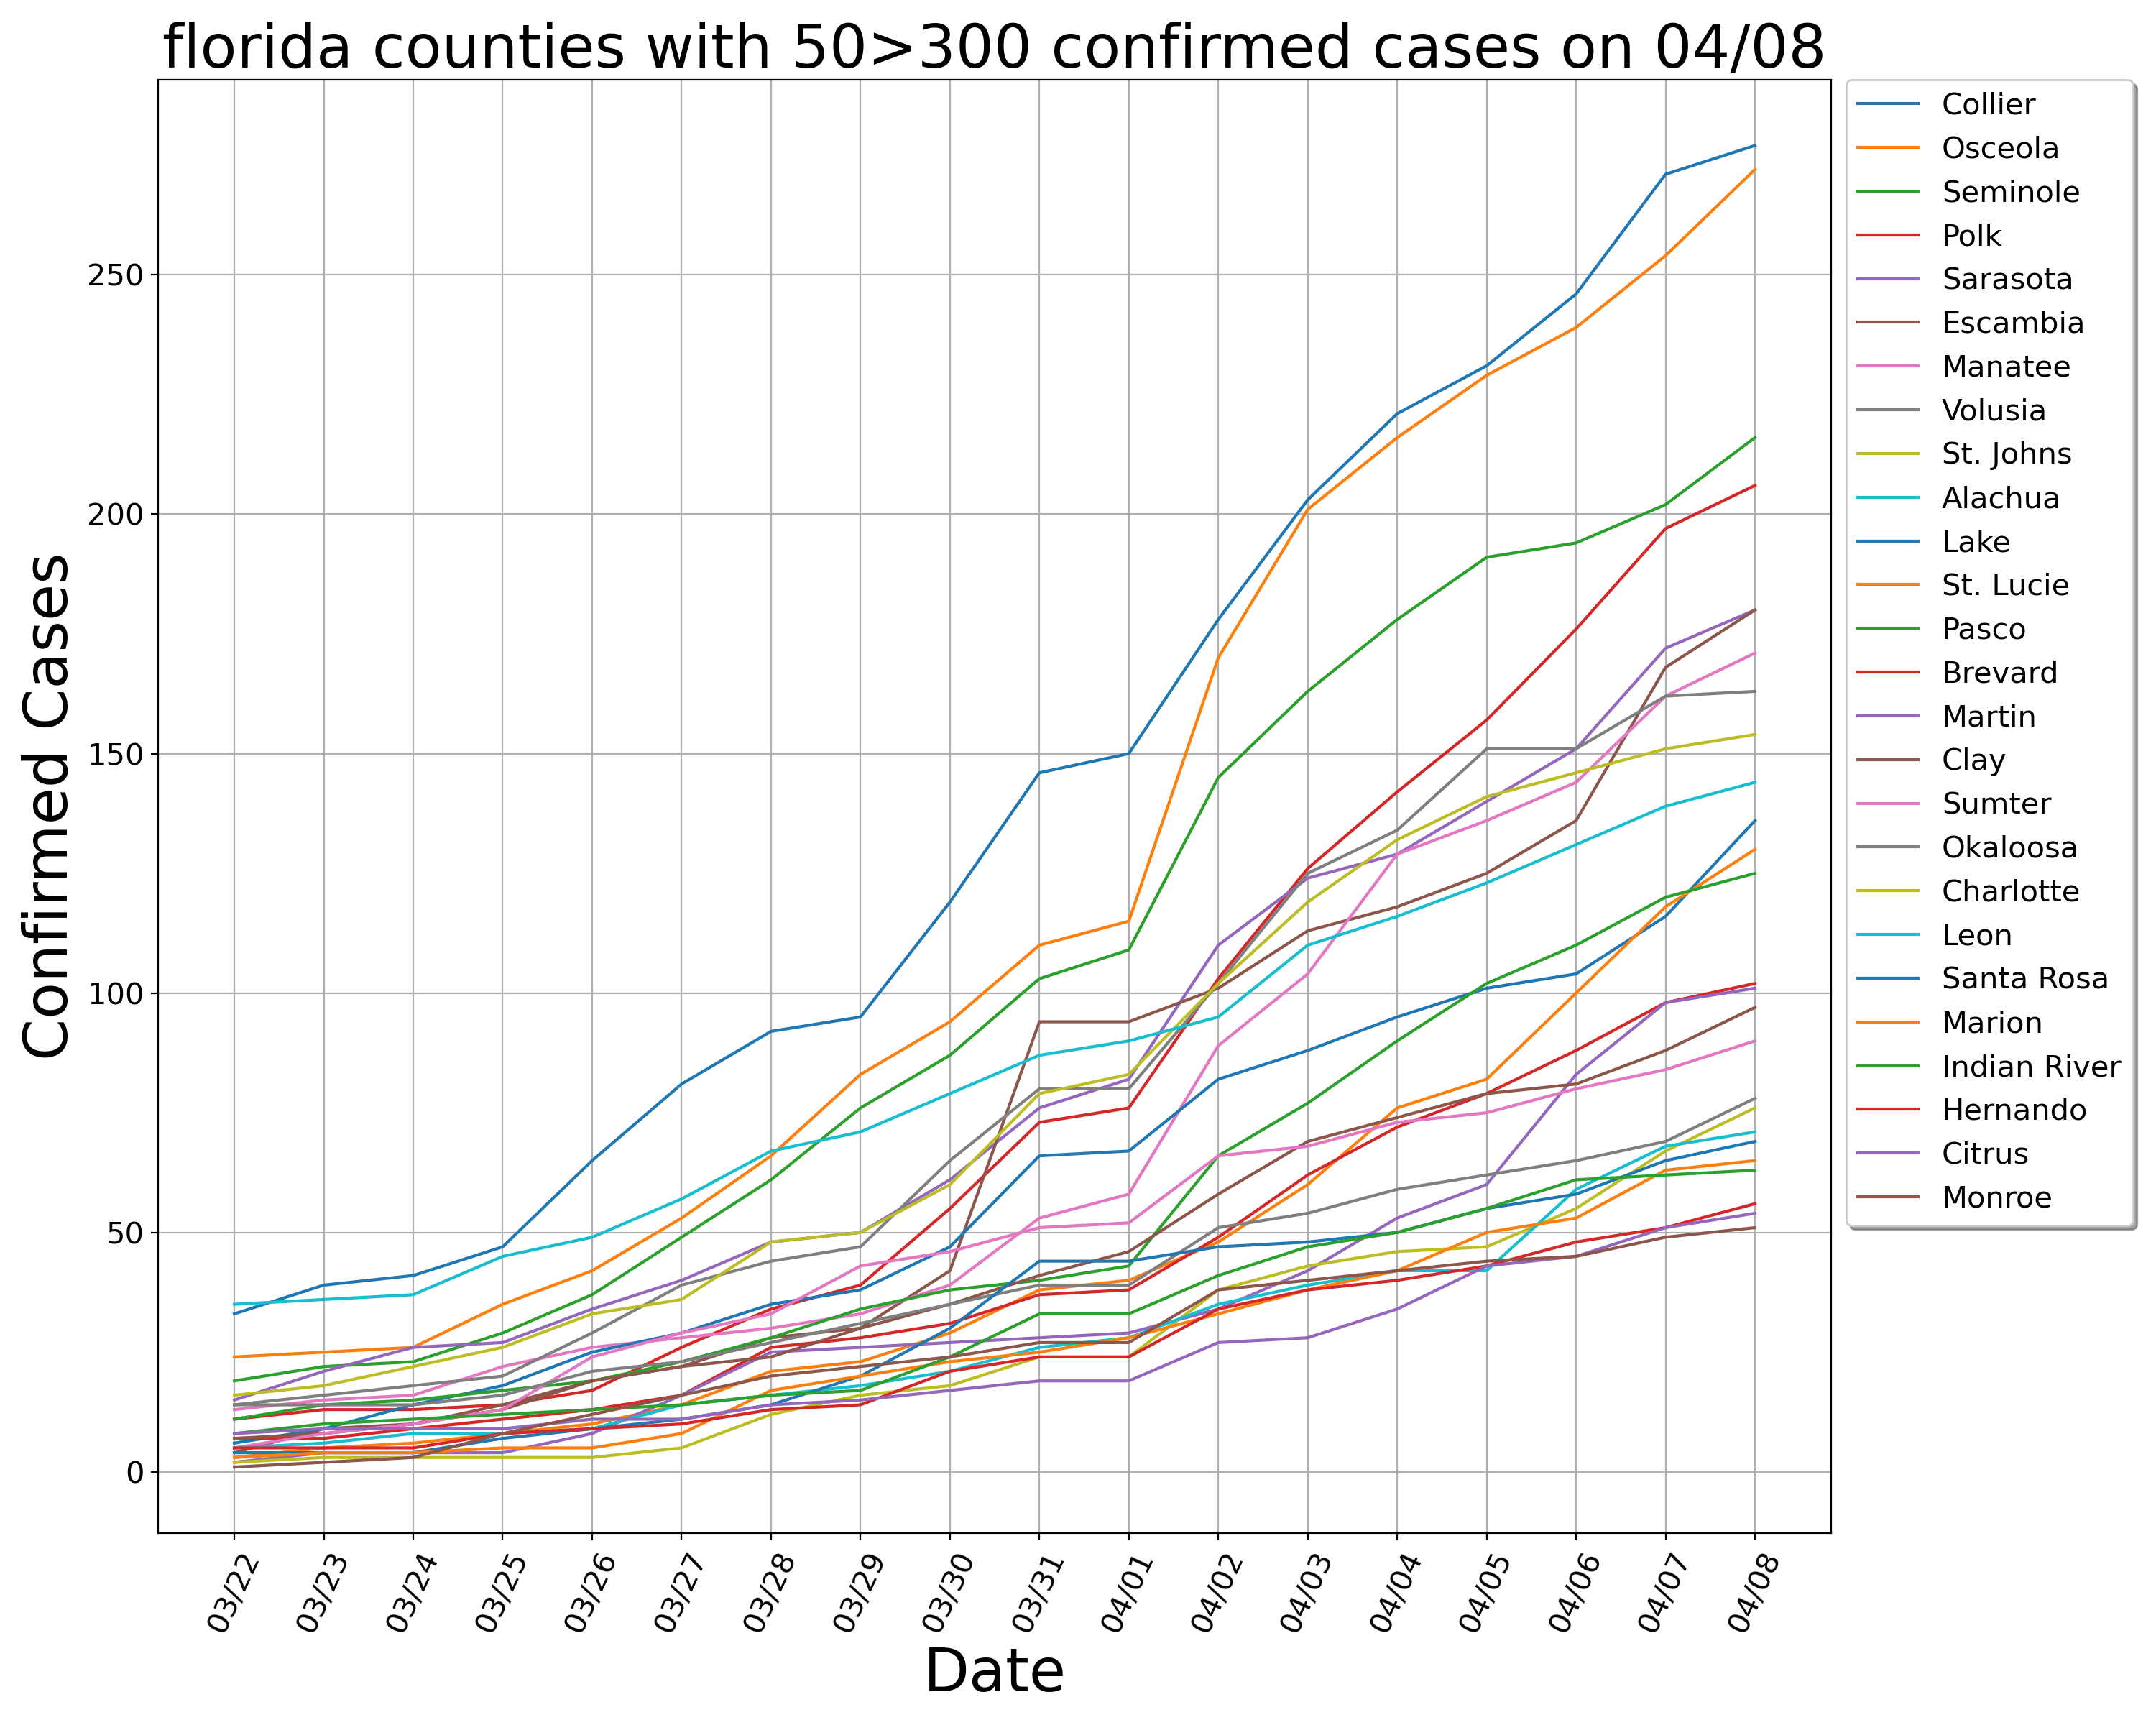 florida counties with 50>300 confirmed cases on 04/08
Confirmed Cases
250
200
150
100
50
0
03/22
03/23
03/24
03/25
03/26
03/27
03/28
03/29
03/30
03/31
04/01
04/02
04/03
04/04
04/05
04/06
04/07
04/08
Date
Collier
Osceola
Seminole
Polk
Sarasota
Escambia
Manatee
Volusia
St. Johns
Alachua
Lake
St. Lucie
Pasco
Brevard
Martin
Clay
Sumter
Okaloosa
Charlotte
Leon
Santa Rosa
Marion
Indian River
Hernando
Citrus
Monroe